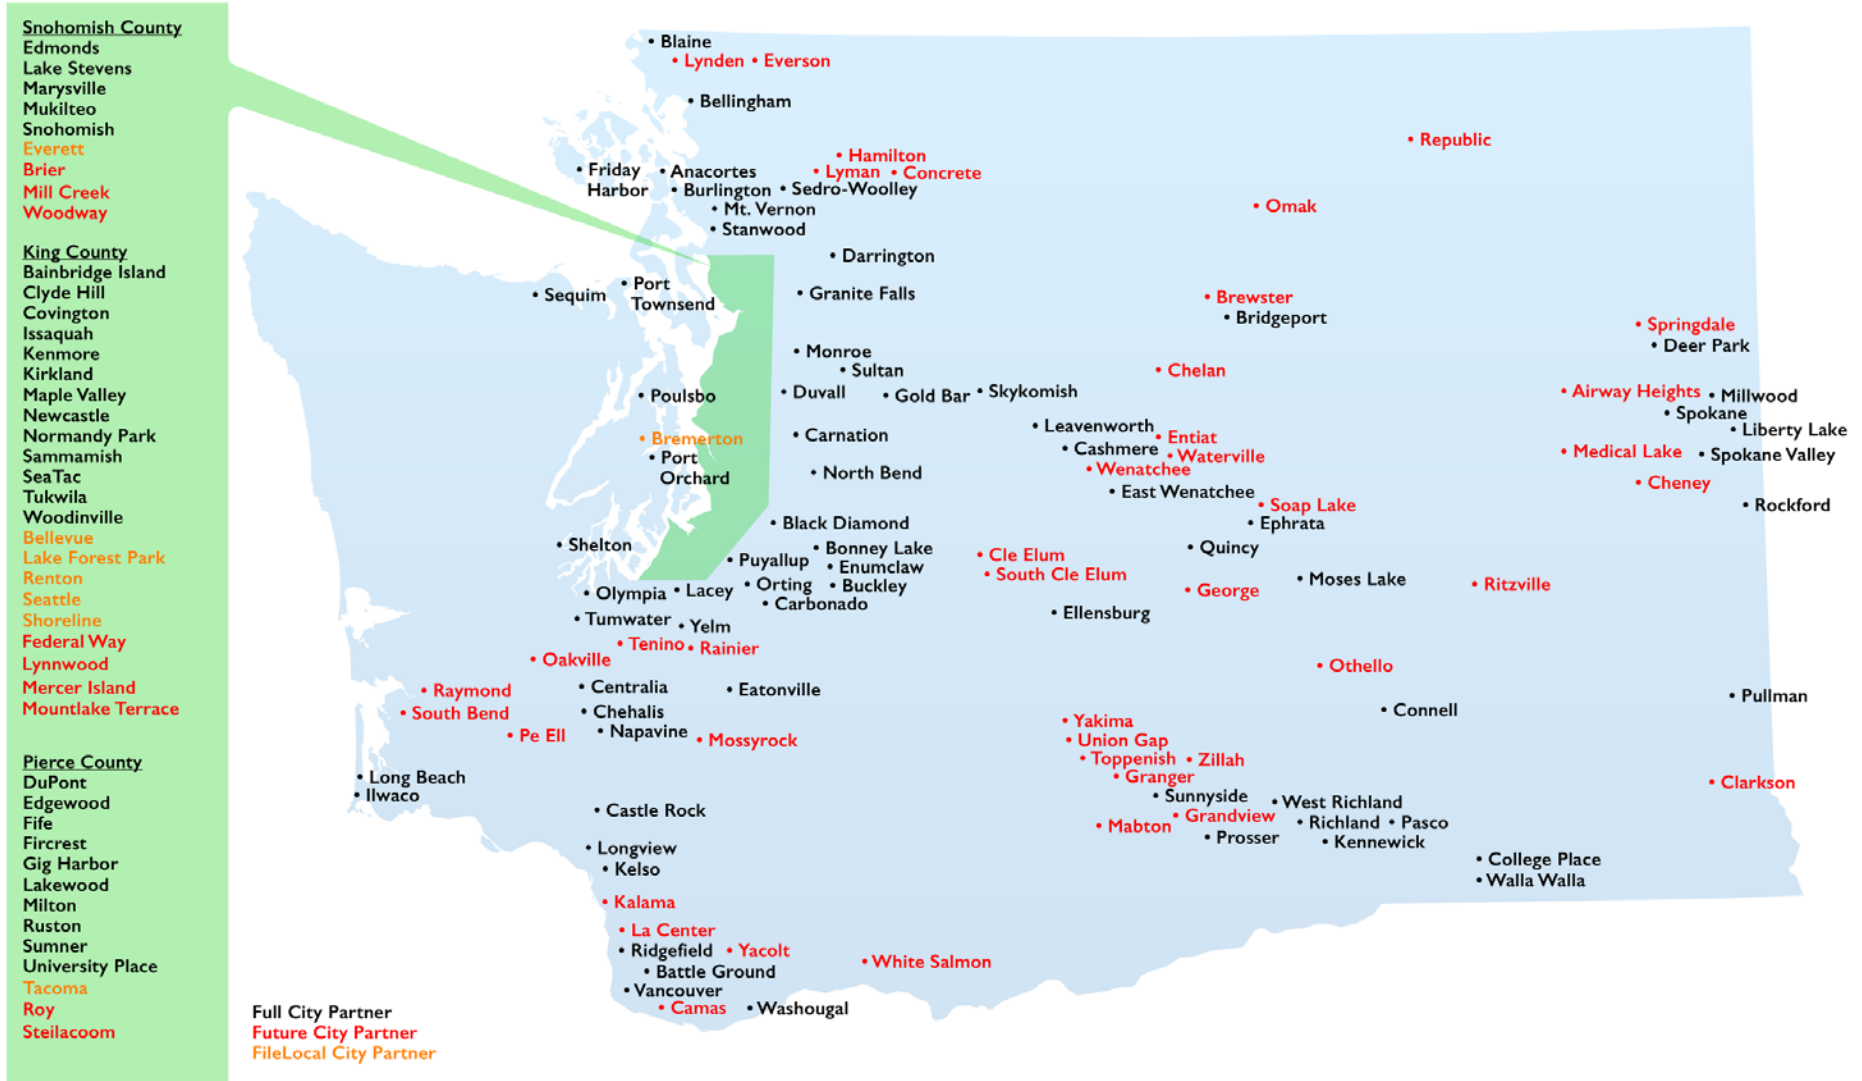 Snohomish County
Edmonds
Lake Stevens
Marysville
Mukilteo
Snohomish
Everett
Brier
Mill Creek
Woodway
King County
Bainbridge Island
Clyde Hill
Covington
Issaquah
Kenmore
Kirkland
Maple Valley
Newcastle
Normandy Park
Sammamish
SeaTac
Tukwila
Woodinville
Bellevue
Lake Forest Park
Renton
Seattle
Shoreline
Federal Way
Lynnwood
Mercer Island
Mountlake Terrace
Pierce County
DuPont
Edgewood
Fife
Fircrest
Gig Harbor
Lakewood
Milton
Ruston
Sumner
University Place
Tacoma
Roy
Steilacoom
• Blaine
• Lynden • Everson
• Bellingham
• Republic
• Hamilton
• Friday
Harbor
• Anacortes
• Lyman • Concrete
• Burlington • Sedro-Woolley
• Mt. Vernon
• Omak
• Stanwood
• Darrington
• Sequim
• Port
Townsend
• Granite Falls
• Brewster
• Bridgeport
• Springdale
• Deer Park
• Monroe
• Sultan
• Chelan
• Poulsbo
• Duvall
• Gold Bar • Skykomish
• Airway Heights • Millwood
• Spokane
• Liberty Lake
• Bremerton
• Carnation
• Leavenworth
• Entiat
• Cashmere
• Waterville
• Medical Lake • Spokane Valley
• Port
Orchard
• North Bend
• Wenatchee
• Cheney
• East Wenatchee
• Soap Lake
• Rockford
• Black Diamond
• Ephrata
• Shelton
• Bonney Lake
• Quincy
• Puyallup
• Enumclaw
• Cle Elum
• South Cle Elum
• Moses Lake
• Ritzville
• Olympia • Lacey
• Orting • Buckley
• George
• Carbonado
• Ellensburg
• Tumwater • Yelm
• Tenino • Rainier
• Oakville
• Othello
• Raymond
• Centralia
• Eatonville
• Pullman
• South Bend
• Chehalis
• Connell
• Pe Ell
• Napavine
• Mossyrock
• Yakima
• Union Gap
• Toppenish • Zillah
• Granger
• Long Beach
• Ilwaco
• Clarkson
• Sunnyside
• West Richland
• Castle Rock
• Grandview
• Mabton
• Richland • Pasco
• Prosser
• Kennewick
• Longview
• Kelso
• College Place
• Walla Walla
• Kalama
• La Center
• Ridgefield • Yacolt
• White Salmon
• Battle Ground
• Vancouver
• Camas • Washougal
Full City Partner
Future City Partner
FileLocal City Partner